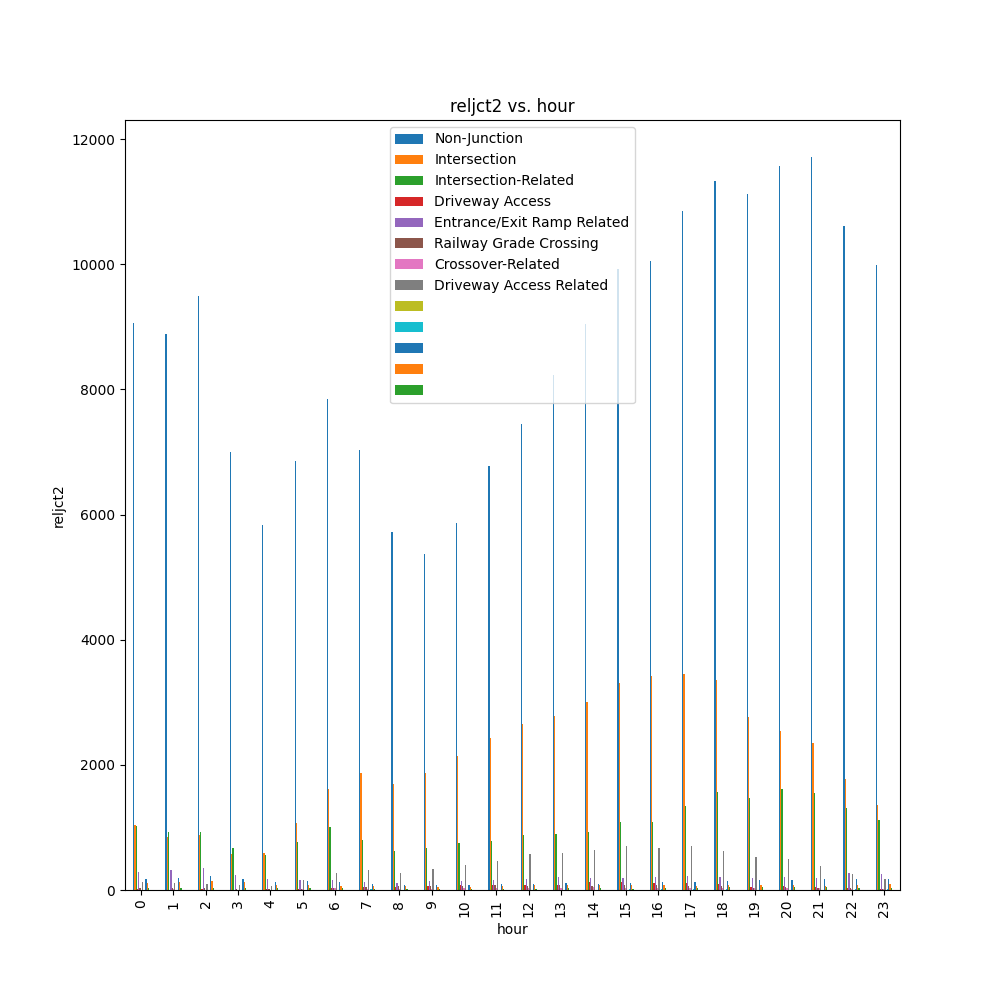 reljct2 vs. hour
Non-Junction
Intersection
Intersection-Related
Driveway Access
Entrance/Exit Ramp Related
Railway Grade Crossing
Crossover-Related
Driveway Access Related
12000
10000
8000
6000
4000
2000
0
reljct2
0 1 2 3 4 5 6 7 8 9 10 11 12 13 14 15 16 17 18 19 20 21 22 23
hour